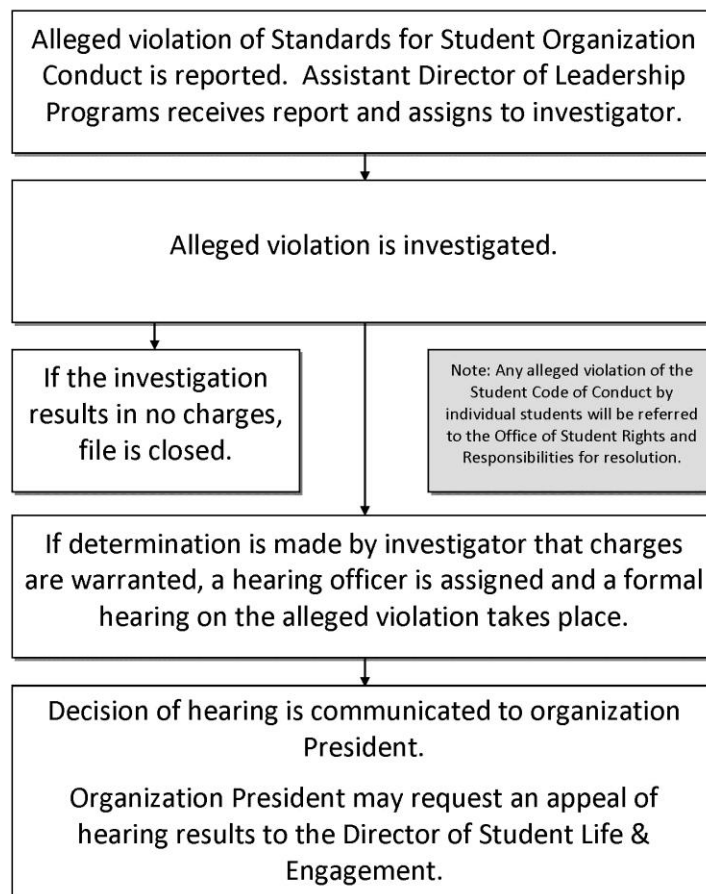 Alleged violation of Standards for Student Organization
Conduct is reported.  Assistant Director of Leadership
Programs receives report and assigns to investigator.
Alleged violation is investigated.
If the investigation
results in no charges,
file is closed.
Note: Any alleged violation of the
Student Code of Conduct by
individual students will be referred
to the Office of Student Rights and
Responsibilities for resolution.
If determination is made by investigator that charges
are warranted, a hearing officer is assigned and a formal
hearing on the alleged violation takes place.
Decision of hearing is communicated to organization
President.
Organization President may request an appeal of
hearing results to the Director of Student Life &
Engagement.